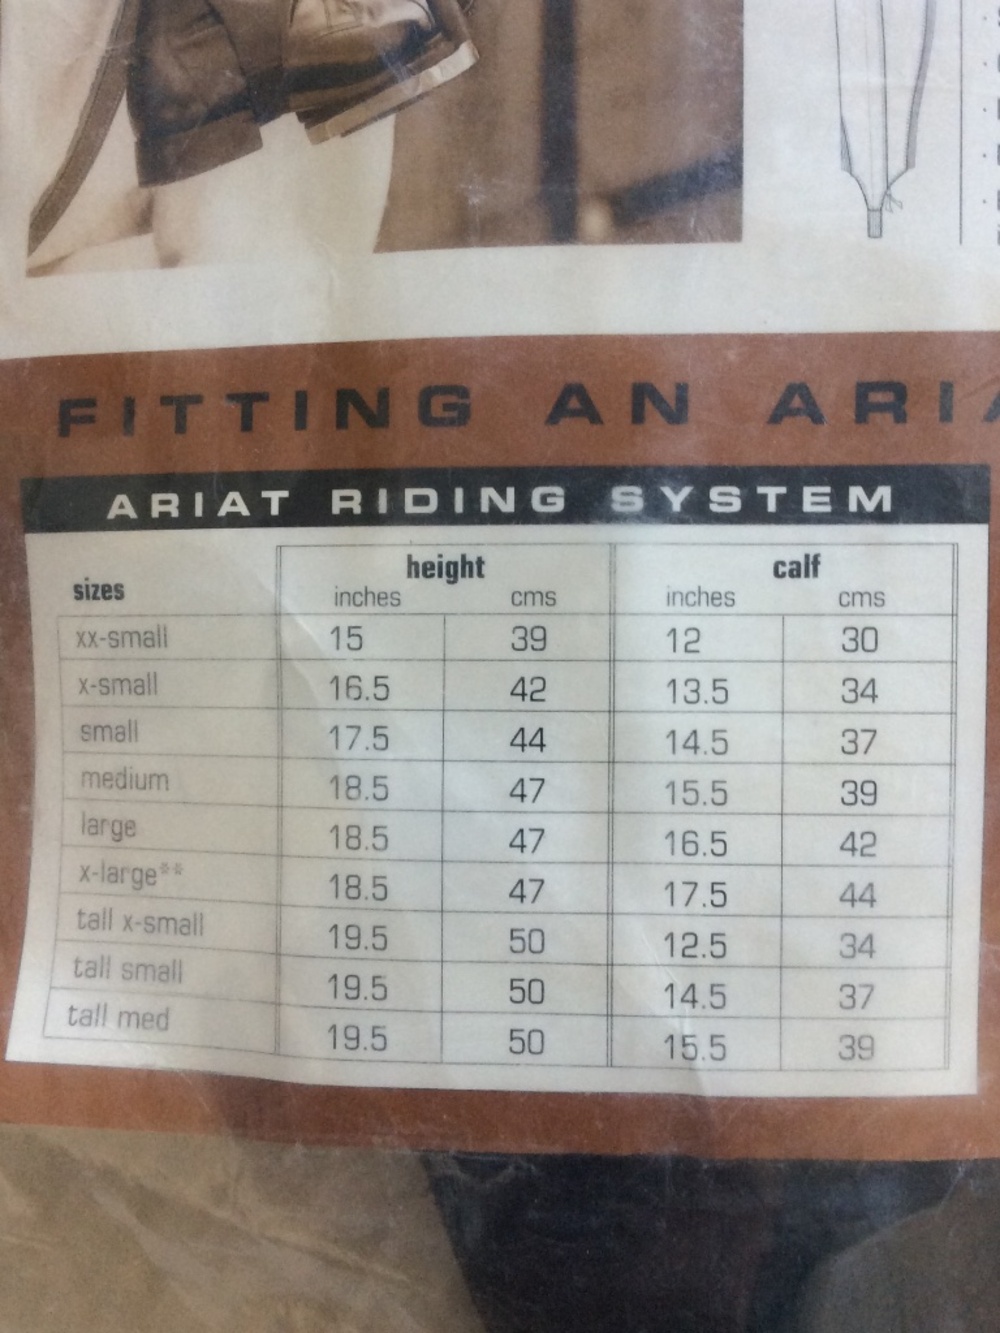 FITTING AN ARIA
ARIAT RIDING SYSTEM
sizes height calf
inches cms inches cms
xx-small 15 39 12 30
x-small 16.5 42 13.5 34
small 17.5 44 14.5 37
medium 18.5 47 15.5 39
large 18.5 47 16.5 42
x-large** 18.5 47 17.5 44
tall x-small 19.5 50 12.5 34
tall small 19.5 50 14.5 37
tall med 19.5 50 15.5 39